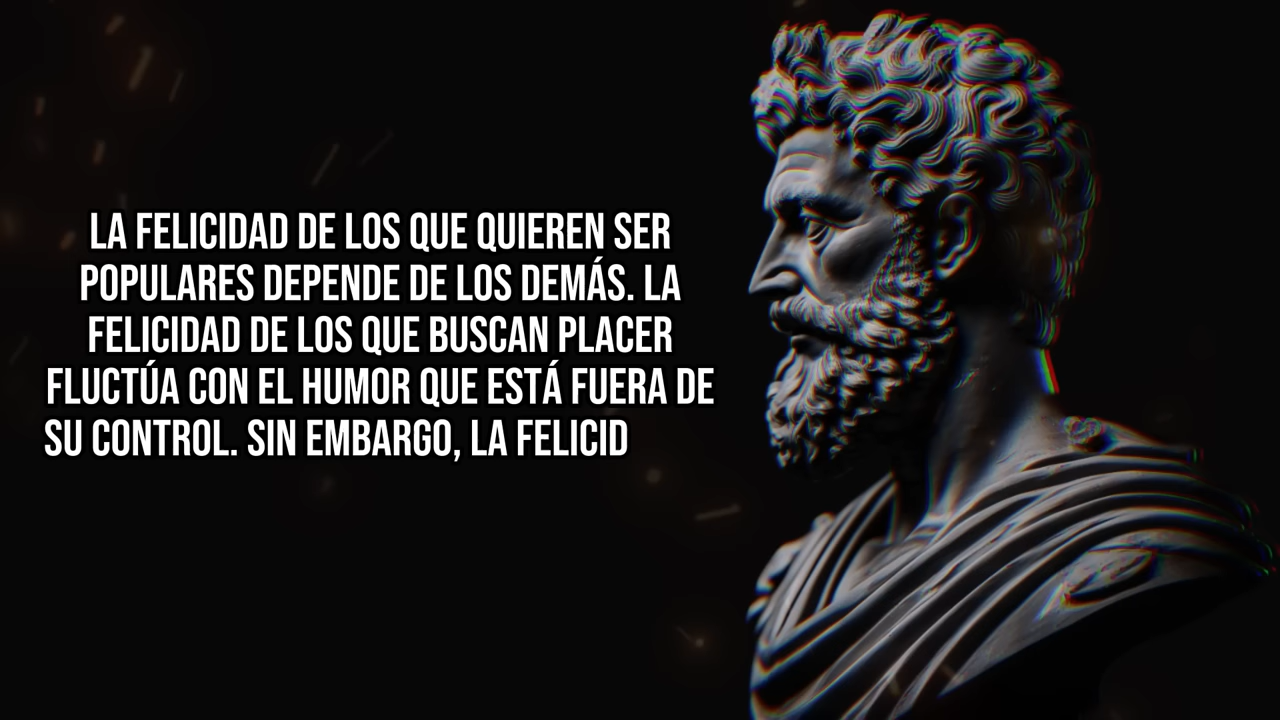 LA FELICIDAD DE LOS QUE QUIEREN SER
POPULARES DEPENDE DE LOS DEMÁS. LA
FELICIDAD DE LOS QUE BUSCAN PLACER
FLUCTÚA CON EL HUMOR QUE ESTÁ FUERA DE
SU CONTROL. SIN EMBARGO, LA FELICID